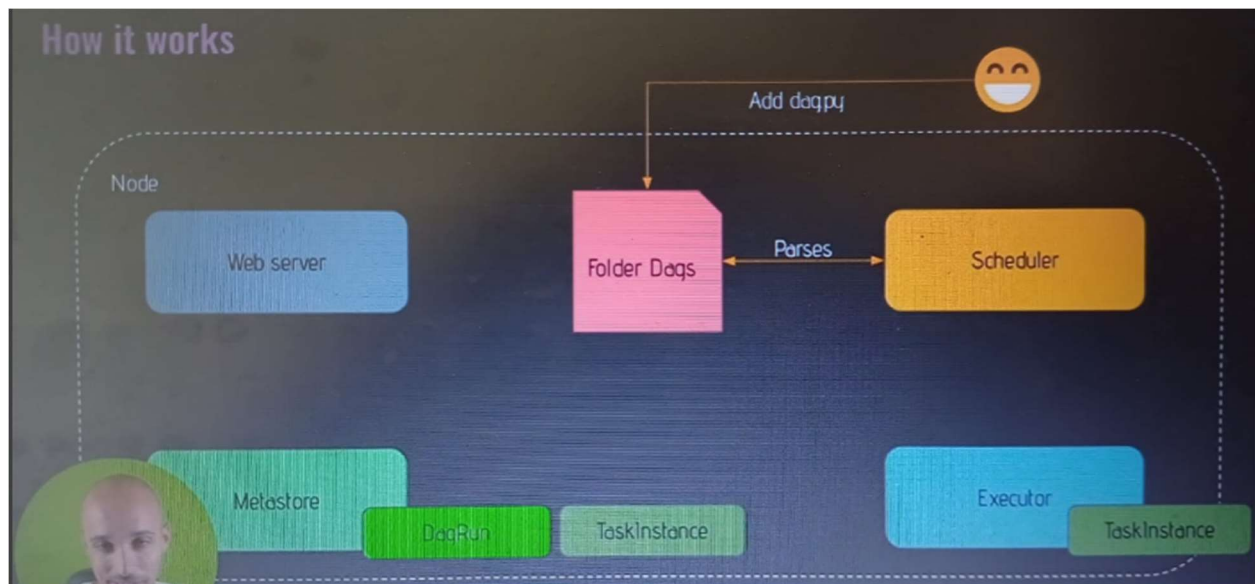 How it works
Add dag.py
Node
Web server
Folder Dags
Parses
Scheduler
Metastore
DagRun
TaskInstance
Executor
TaskInstance